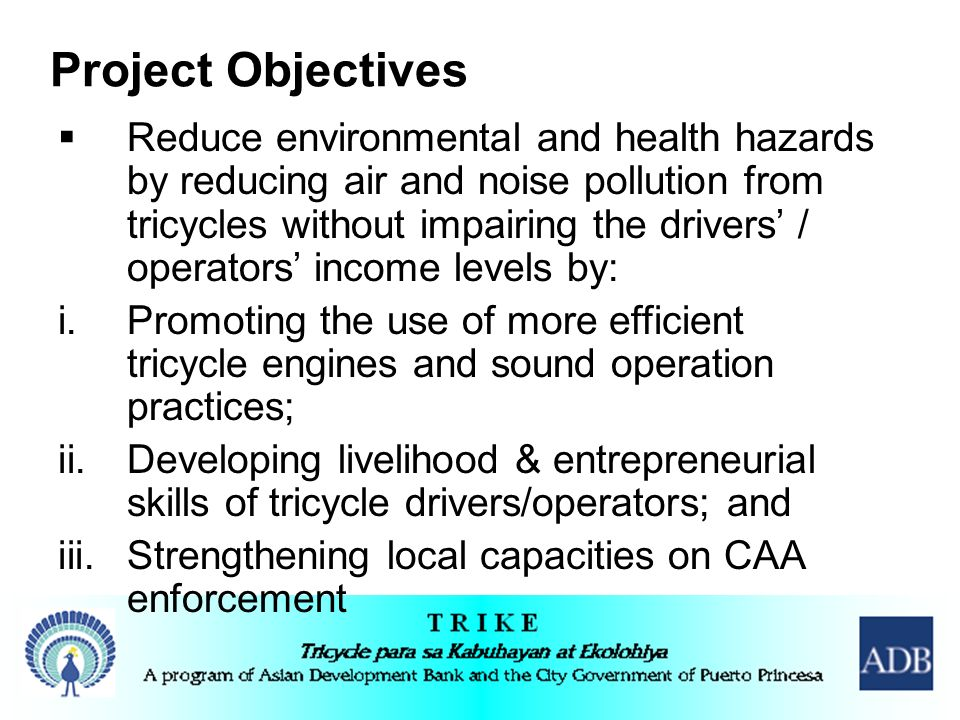 Project Objectives
▪ Reduce environmental and health hazards
by reducing air and noise pollution from
tricycles without impairing the drivers’ /
operators’ income levels by:
i. Promoting the use of more efficient
tricycle engines and sound operation
practices;
ii. Developing livelihood & entrepreneurial
skills of tricycle drivers/operators; and
iii. Strengthening local capacities on CAA
enforcement
T R I K E
Tricycle para sa Kabuhayan at Ekolohiya
A program of Asian Development Bank and the City Government of Puerto Princesa
ADB